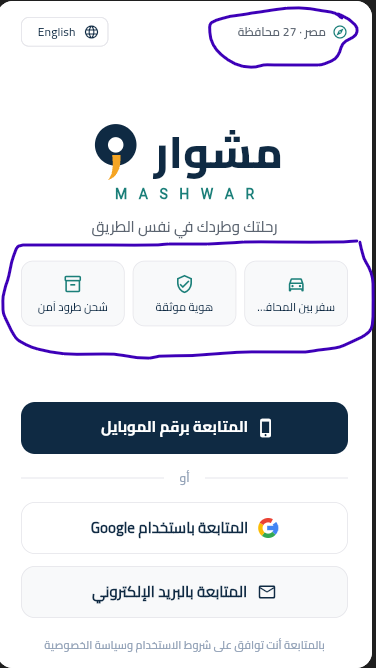 مصر · 27 محافظة
English
مشوار
MASHWAR
رحلتك وطردك في نفس الطريق
سفر بين المحافـ...
هوية موثقة
شحن طرود آمن
المتابعة برقم الموبايل
أو
المتابعة باستخدام Google
المتابعة بالبريد الإلكتروني
بالمتابعة أنت توافق على شروط الاستخدام وسياسة الخصوصية